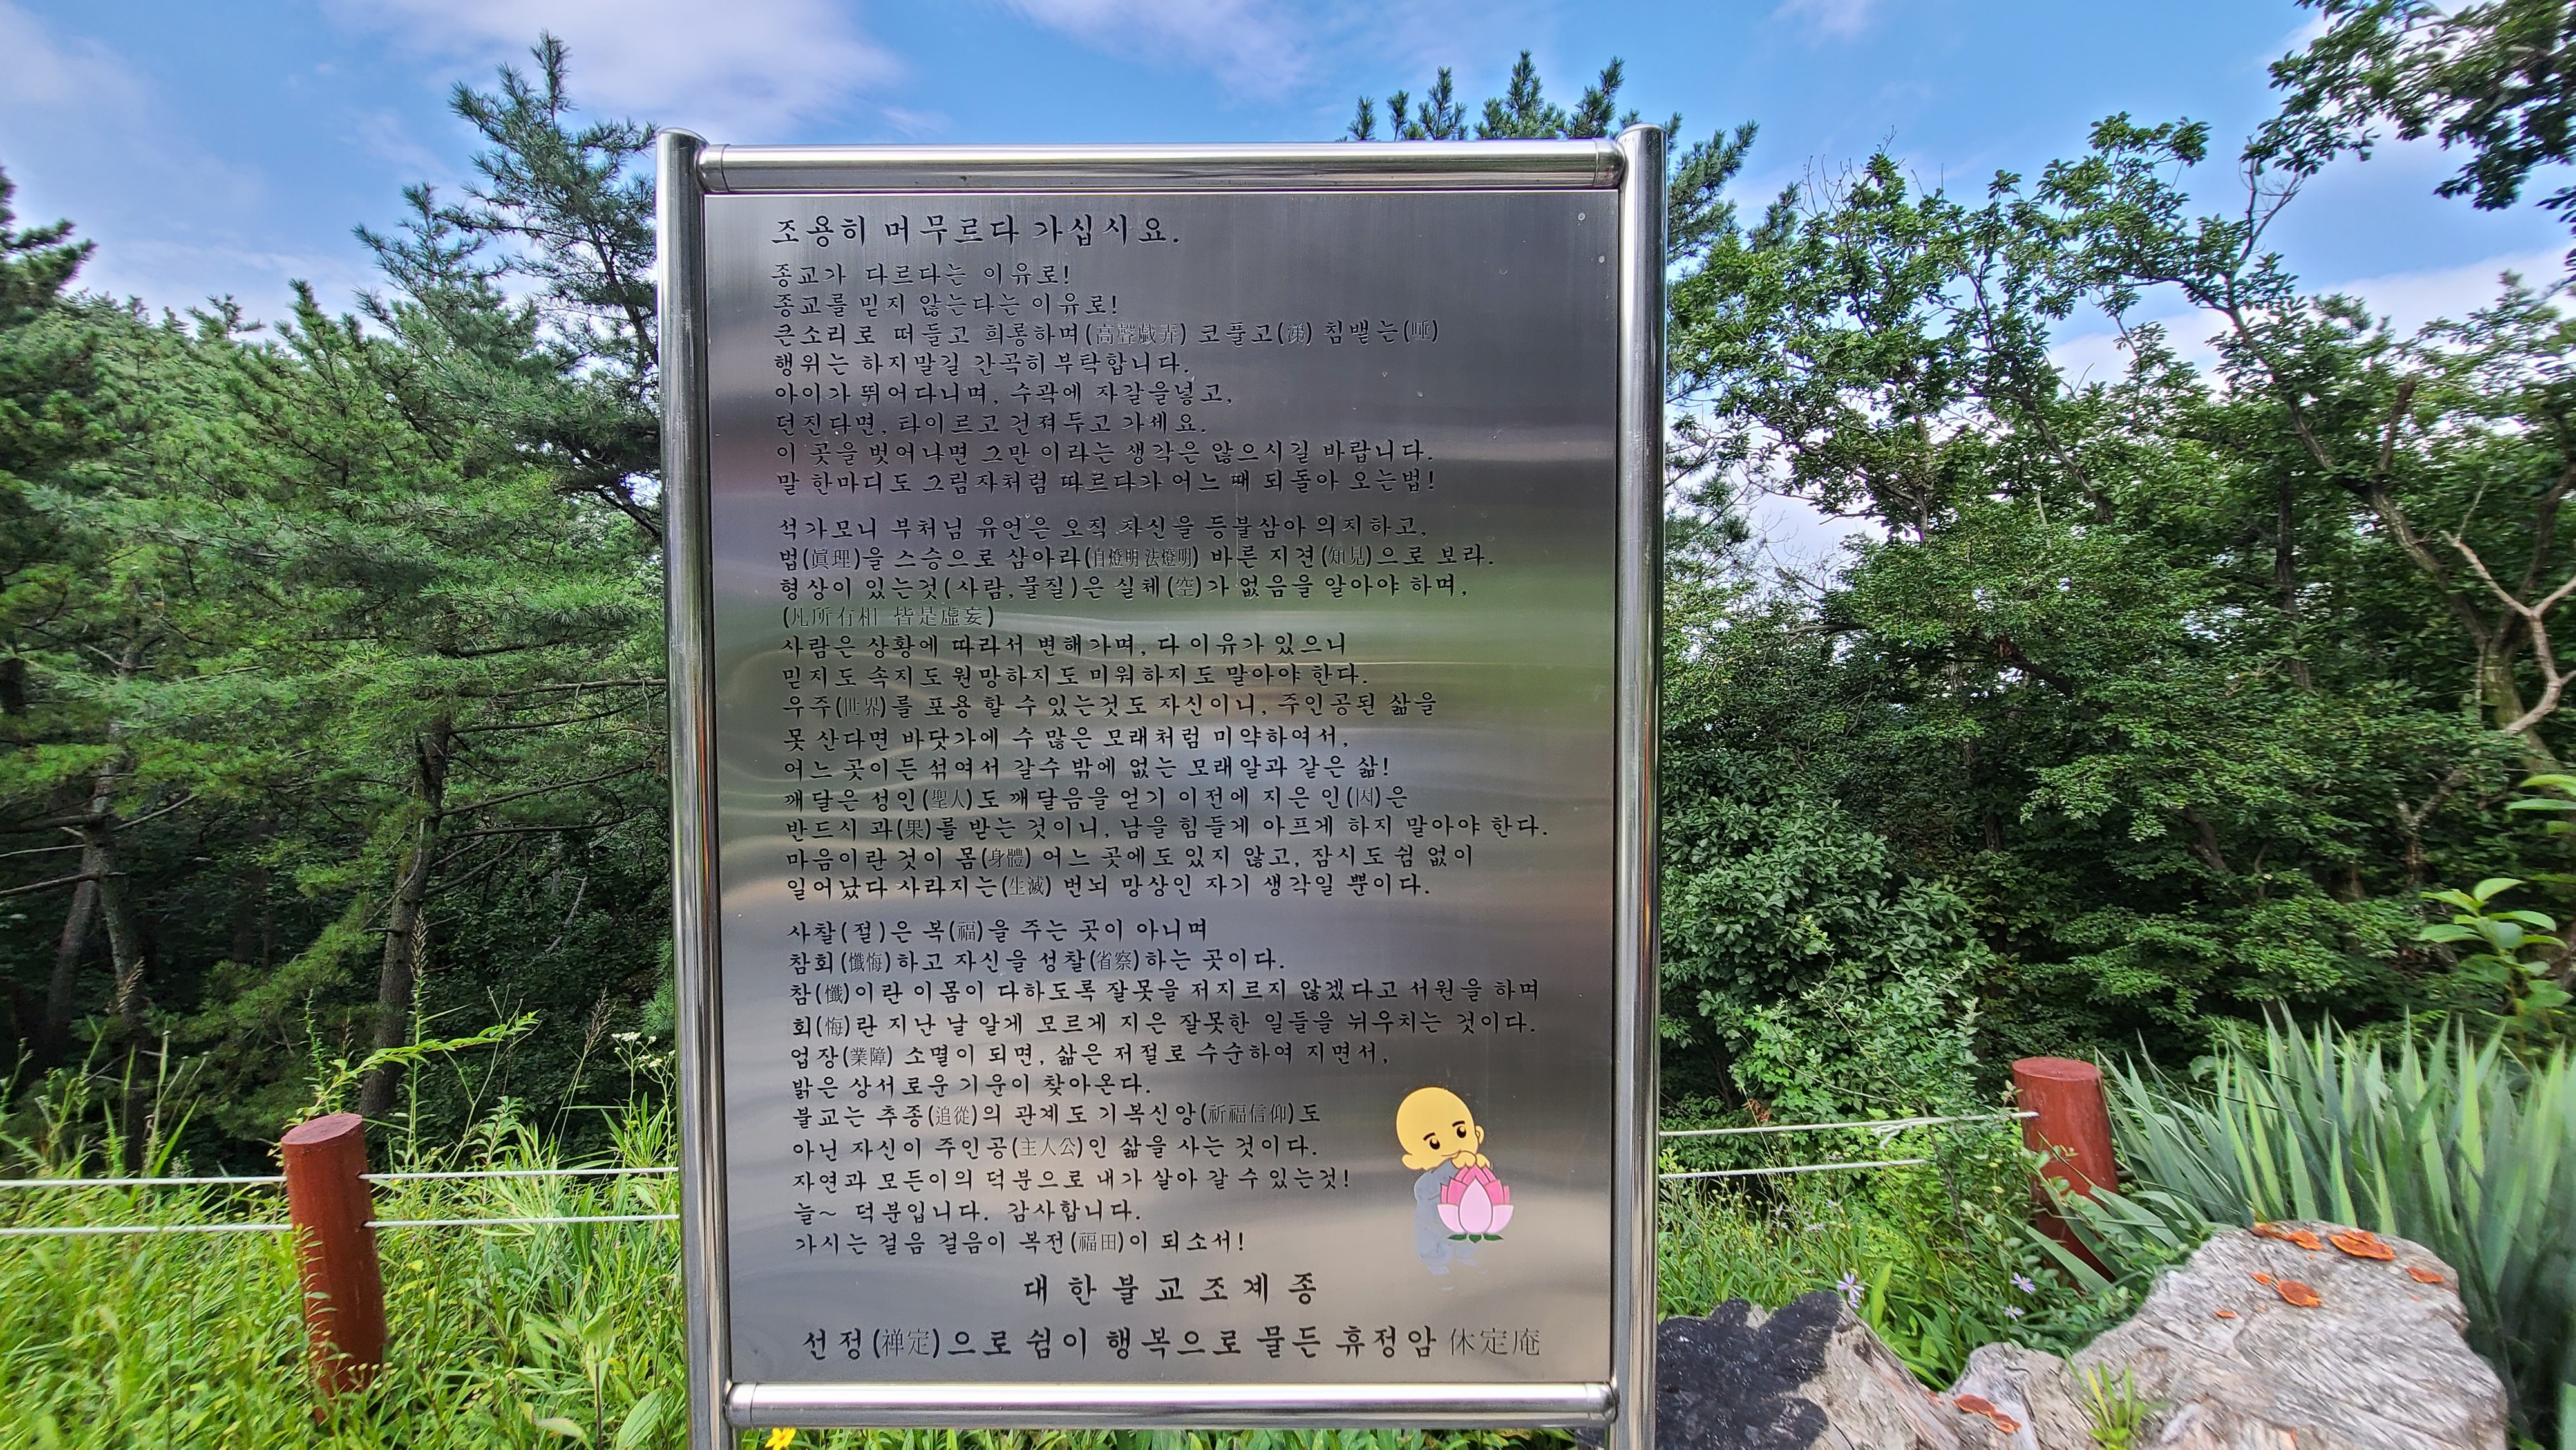 조용히 머무르다 가십시요.
종교가 다르다는 이유로!
종교를 믿지 않는다는 이유로!
큰소리로 떠들고 희롱하며(高聲戱弄) 코풀고(涕) 침뱉는(唾)
행위는 하지말길 간곡히 부탁합니다.
아이가 뛰어다니며, 수곽에 자갈을넣고,
던진다면, 타이르고 건져두고 가세요.
이 곳을 벗어나면 그만 이라는 생각은 않으시길 바랍니다.
말 한마디도 그림자처럼 따르다가 어느 때 되돌아 오는법!
석가모니 부처님 유언은 오직 자신을 등불삼아 의지하고,
법(眞理)을 스승으로 삼아라(自燈明 法燈明) 바른 지견(知見)으로 보라.
형상이 있는것(사람,물질)은 실체(空)가 없음을 알아야 하며,
(凡所有相 皆是虛妄)
사람은 상황에 따라서 변해가며, 다 이유가 있으니
믿지도 속지도 원망하지도 미워하지도 말아야 한다.
우주(世界)를 포용 할 수 있는것도 자신이니, 주인공된 삶을
못 산다면 바닷가에 수 많은 모래처럼 미약하여서,
어느 곳이든 섞여서 갈수 밖에 없는 모래알과 같은 삶!
깨달은 성인(聖人)도 깨달음을 얻기 이전에 지은 인(因)은
반드시 과(果)를 받는 것이니, 남을 힘들게 아프게 하지 말아야 한다.
마음이란 것이 몸(身體) 어느 곳에도 있지 않고, 잠시도 쉼 없이
일어났다 사라지는(生滅) 번뇌 망상인 자기 생각일 뿐이다.
사찰(절)은 복(福)을 주는 곳이 아니며
참회(懺悔)하고 자신을 성찰(省察)하는 곳이다.
참(懺)이란 이몸이 다하도록 잘못을 저지르지 않겠다고 서원을 하며
회(悔)란 지난 날 알게 모르게 지은 잘못한 일들을 뉘우치는 것이다.
업장(業障) 소멸이 되면, 삶은 저절로 수순하여 지면서,
밝은 상서로운 기운이 찾아온다.
불교는 추종(追從)의 관계도 기복신앙(祈福信仰)도
아닌 자신이 주인공(主人公)인 삶을 사는 것이다.
자연과 모든이의 덕분으로 내가 살아 갈 수 있는것!
늘~ 덕분입니다. 감사합니다.
가시는 걸음 걸음이 복전(福田)이 되소서!
대한불교조계종
선정(禅定)으로 쉼이 행복으로 물든 휴정암 休定庵